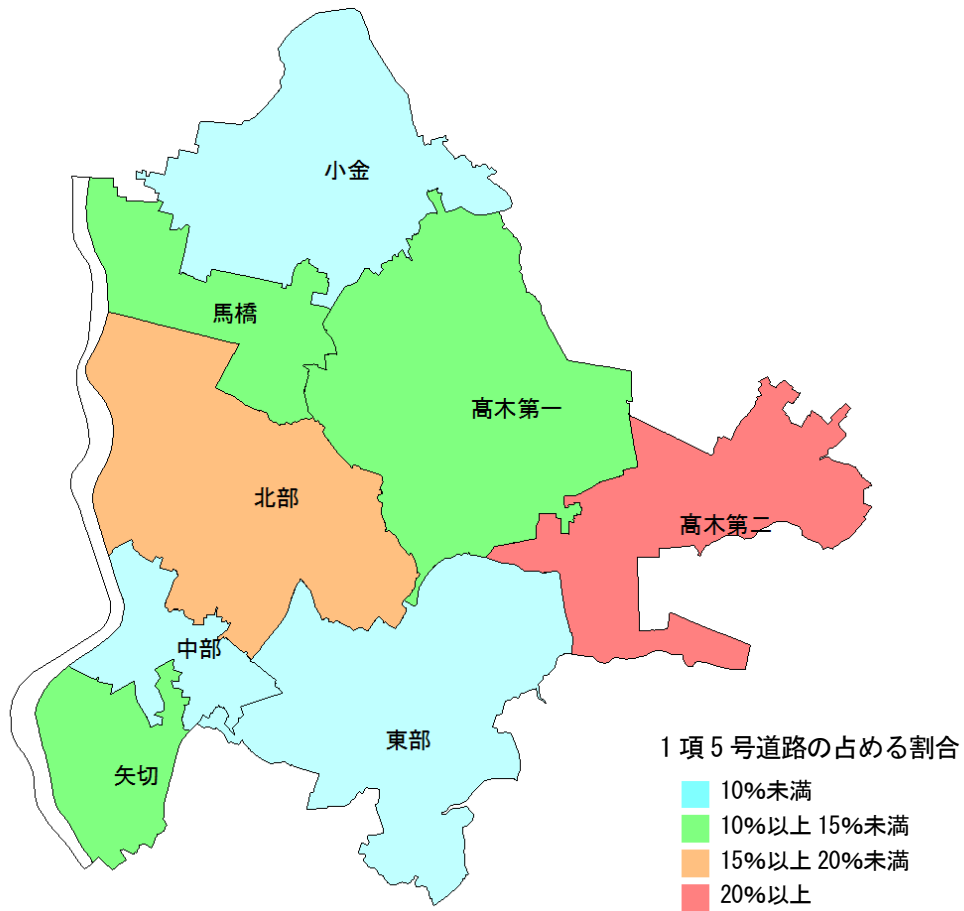 小金
馬橋
高木第一
北部
高木第二
中部
東部
矢切
1項5号道路の占める割合
10%未満
10%以上 15%未満
15%以上 20%未満
20%以上